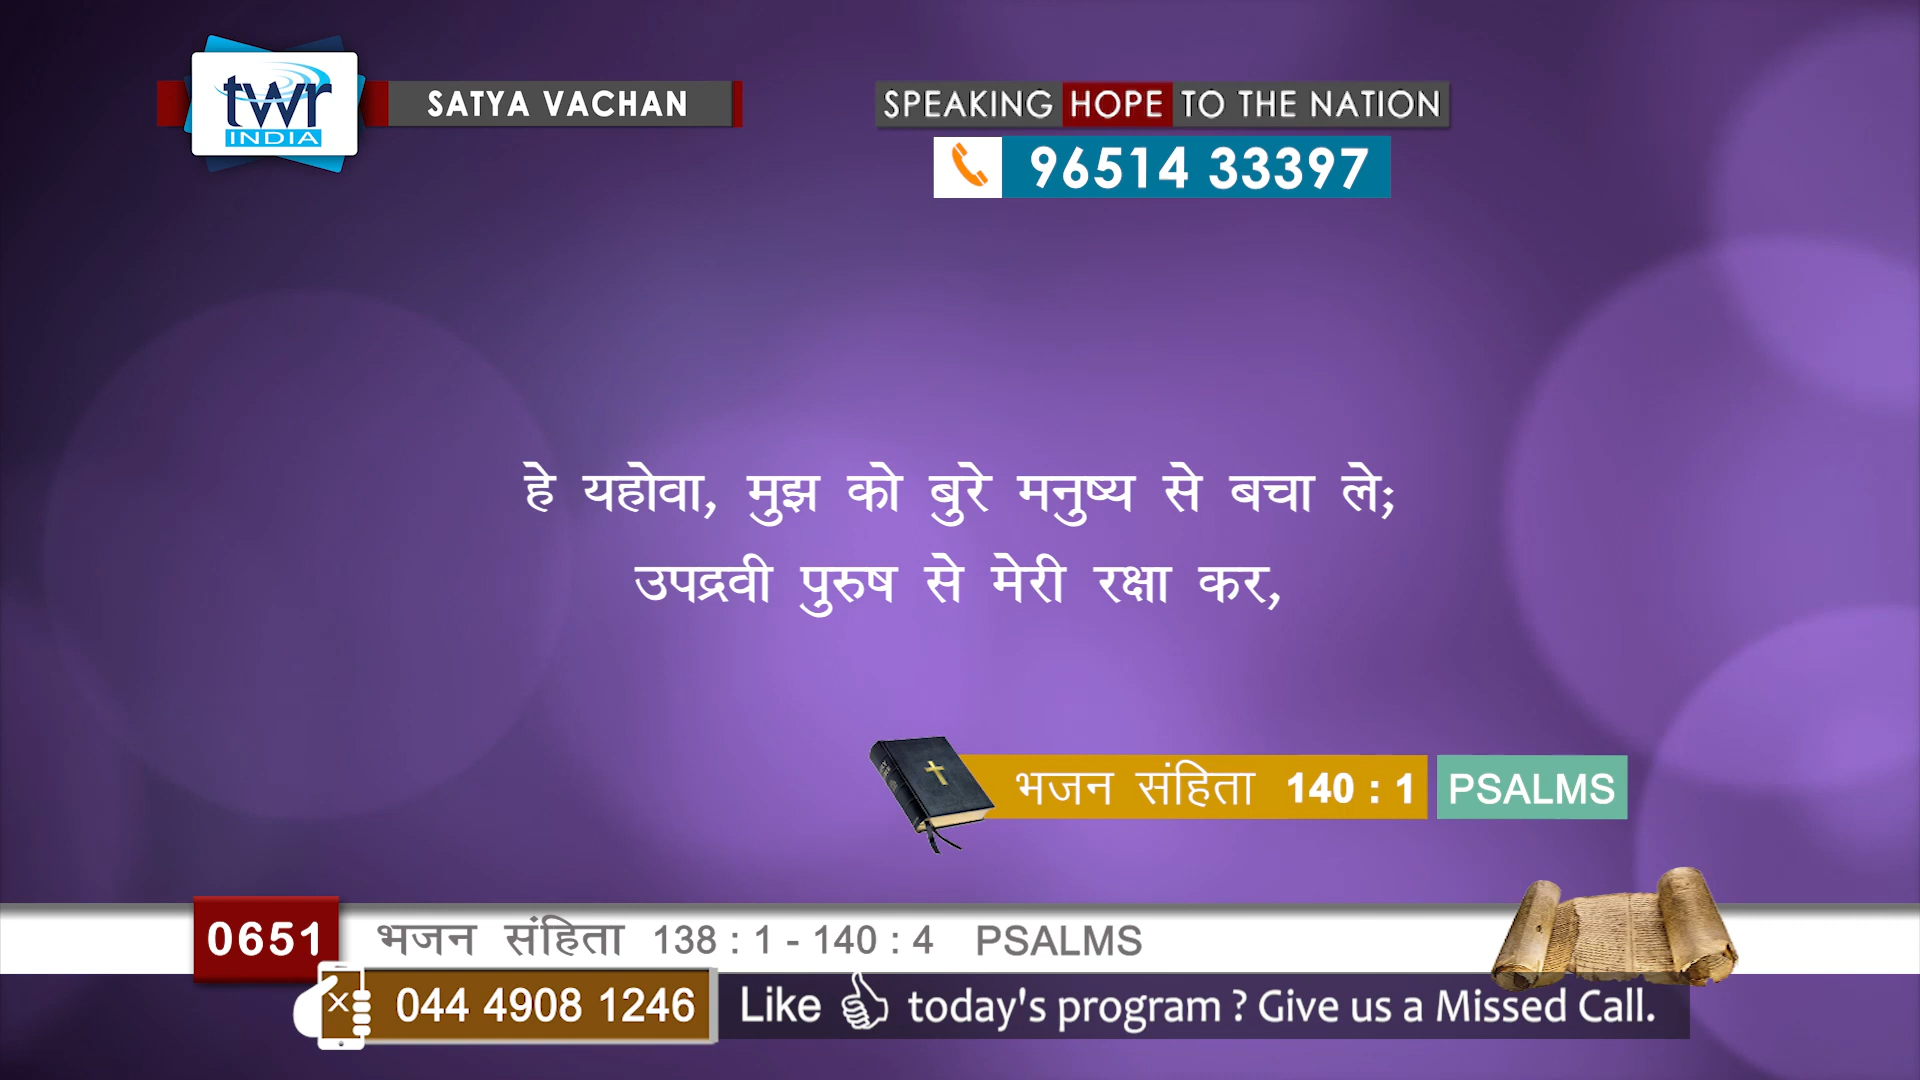 twr
INDIA
SATYA VACHAN
SPEAKING HOPE TO THE NATION
96514 33397
हे यहोवा, मुझ को बुरे मनुष्य से बचा ले;
उपद्रवी पुरुष से मेरी रक्षा कर,
भजन संहिता 140 : 1 PSALMS
0651 भजन संहिता 138 : 1 - 140 : 4 PSALMS
044 4908 1246 Like today's program ? Give us a Missed Call.